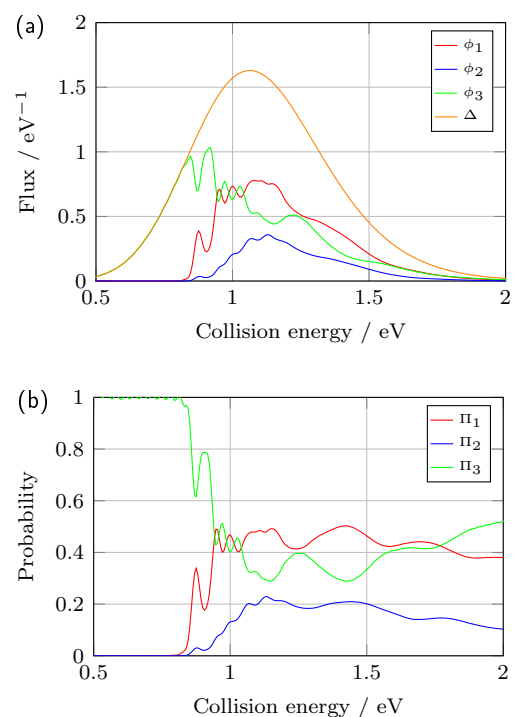 (a)
2
1.5
1
0.5
0
0.5
1
1.5
2
Flux / eV⁻¹
Collision energy / eV
ϕ₁
ϕ₂
ϕ₃
Δ
(b)
1
0.8
0.6
0.4
0.2
0
0.5
1
1.5
2
Probability
Collision energy / eV
Π₁
Π₂
Π₃